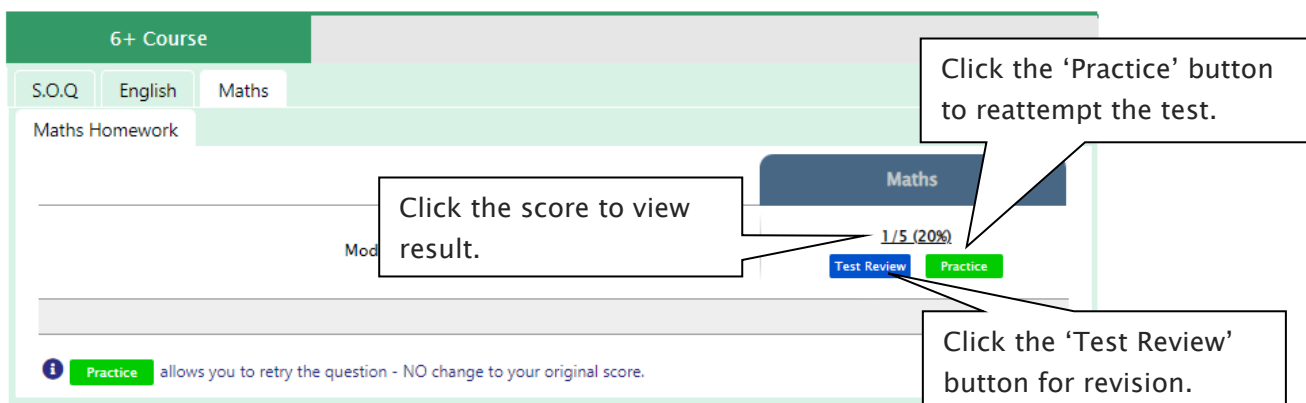 6+ Course
Click the ‘Practice’ button
to reattempt the test.
S.O.Q English Maths
Maths Homework
Maths
Click the score to view
result.
Mod
1/5 (20%)
Test Review Practice
Click the ‘Test Review’
button for revision.
Practice allows you to retry the question - NO change to your original score.